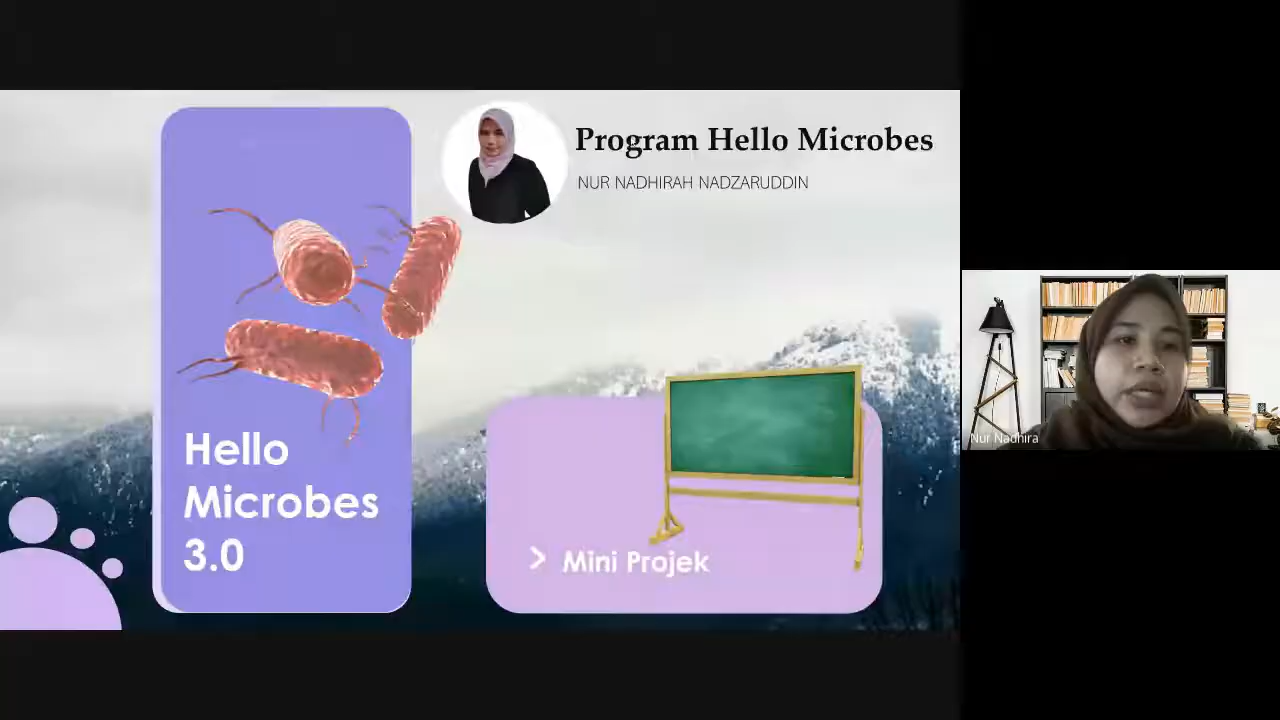 Program Hello Microbes
NUR NADHIRAH NADZARUDDIN
Hello
Microbes
3.0
> Mini Projek
Nur Nadhira